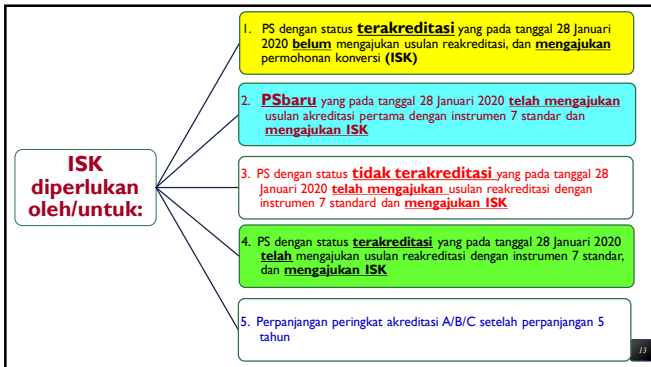 ISK
diperlukan
oleh/untuk:
1. PS dengan status terakreditasi yang pada tanggal 28 Januari
2020 belum mengajukan usulan reakreditasi, dan mengajukan
permohonan konversi (ISK)
2. PSbaru yang pada tanggal 28 Januari 2020 telah mengajukan
usulan akreditasi pertama dengan instrumen 7 standar dan
mengajukan ISK
3. PS dengan status tidak terakreditasi yang pada tanggal 28
Januari 2020 telah mengajukan usulan reakreditasi dengan
instrumen 7 standard dan mengajukan ISK
4. PS dengan status terakreditasi yang pada tanggal 28 Januari 2020
telah mengajukan usulan reakreditasi dengan instrumen 7 standar,
dan mengajukan ISK
5. Perpanjangan peringkat akreditasi A/B/C setelah perpanjangan 5
tahun
13